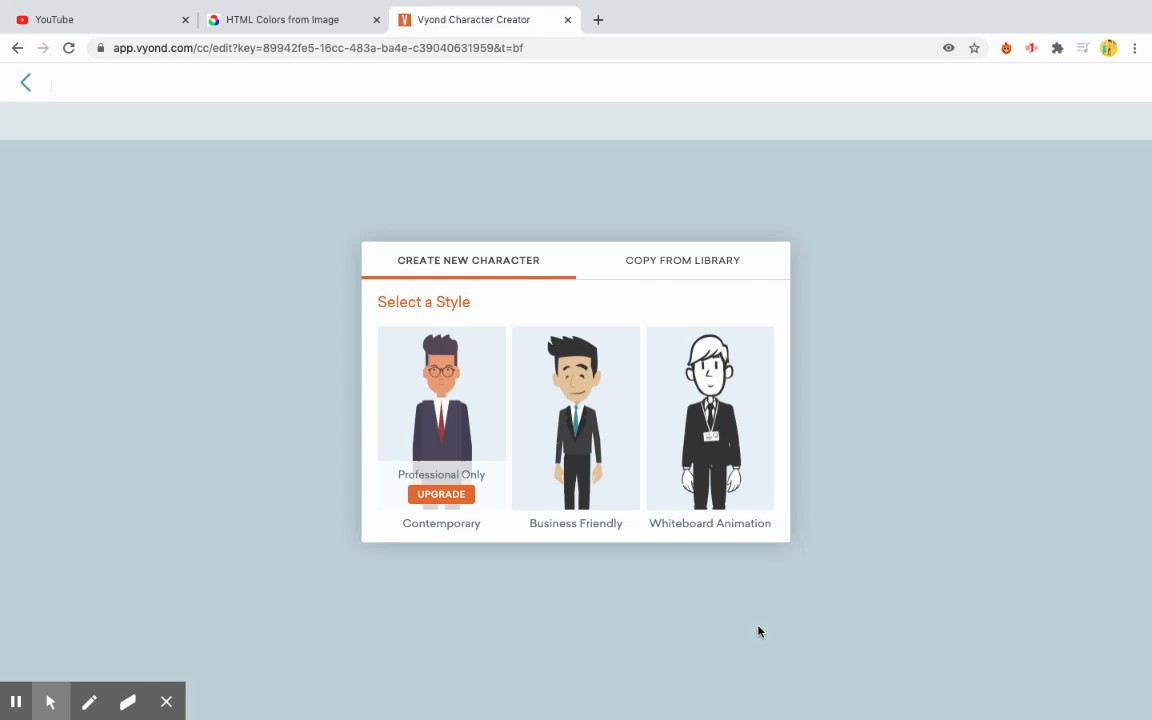 YouTube
HTML Colors from Image
Vyond Character Creator
app.vyond.com/cc/edit?key=89942fe5-16cc-483a-ba4e-c39040631959&t=bf
CREATE NEW CHARACTER
COPY FROM LIBRARY
Select a Style
Professional Only
UPGRADE
Contemporary
Business Friendly
Whiteboard Animation